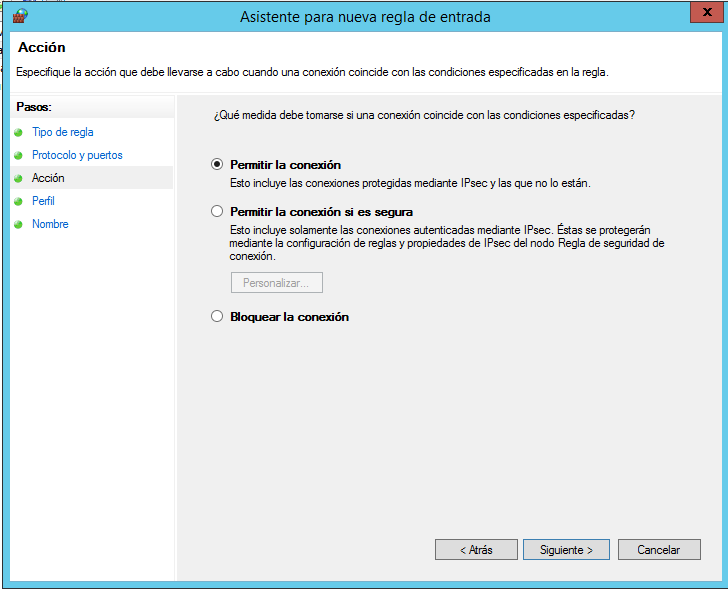 Asistente para nueva regla de entrada
x
Acción
Especifique la acción que debe llevarse a cabo cuando una conexión coincide con las condiciones especificadas en la regla.
Pasos:
Tipo de regla
Protocolo y puertos
Acción
Perfil
Nombre
¿Qué medida debe tomarse si una conexión coincide con las condiciones especificadas?
Permitir la conexión
Esto incluye las conexiones protegidas mediante IPsec y las que no lo están.
Permitir la conexión si es segura
Esto incluye solamente las conexiones autenticadas mediante IPsec. Éstas se protegerán
mediante la configuración de reglas y propiedades de IPsec del nodo Regla de seguridad de
conexión.
Personalizar...
Bloquear la conexión
< Atrás
Siguiente >
Cancelar